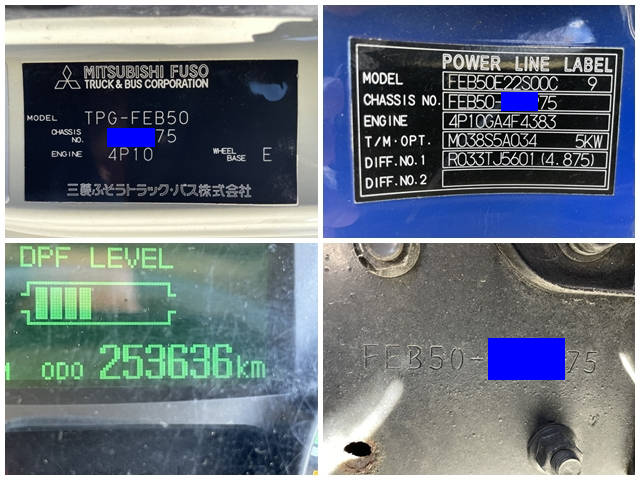 MITSUBISHI FUSO
TRUCK & BUS CORPORATION
MODEL TPG-FEB50
CHASSIS NO. 75
ENGINE 4P10 WHEEL BASE E
三菱ふそうトラック・バス株式会社
POWER LINE LABEL
MODEL FEB50E22S00C 9
CHASSIS NO. FEB50- 75
ENGINE 4P10GA4F4383
T/M・OPT. M038S5A034 5KW
DIFF.NO.1 R033TJ5601(4.875)
DIFF.NO.2
DPF LEVEL
ODO 253636km
FEB50- 75